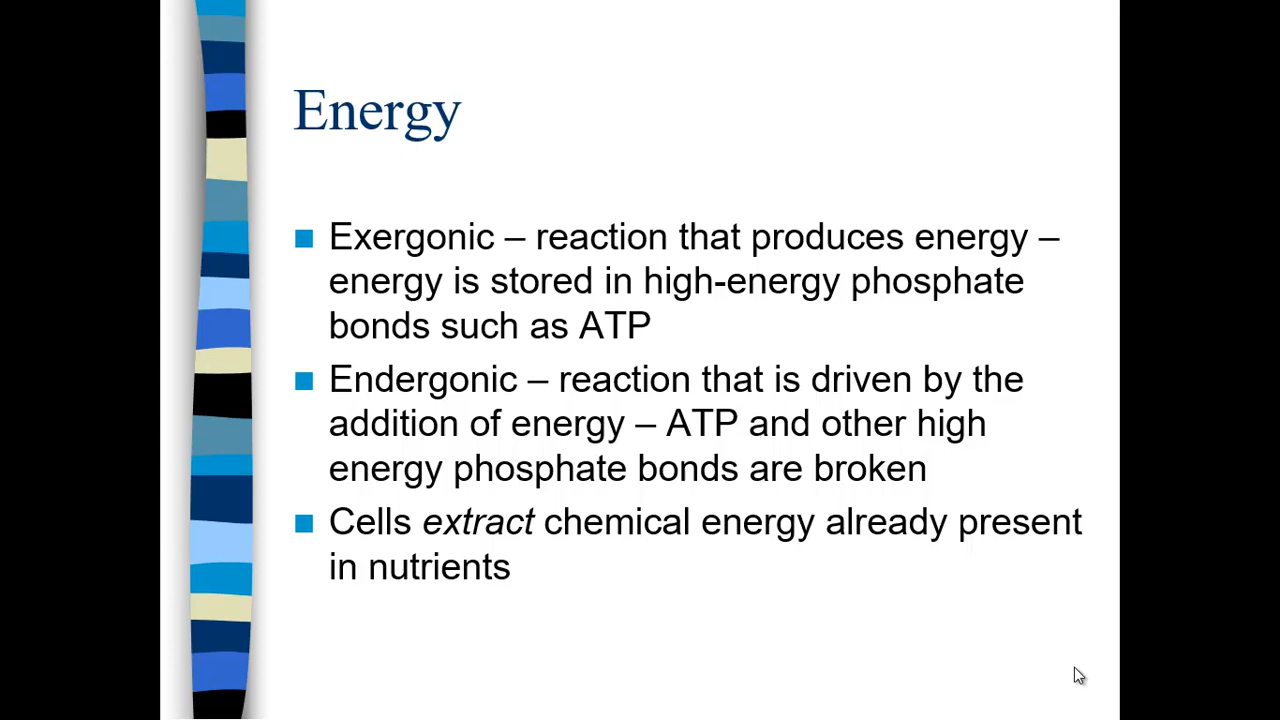 Energy
Exergonic – reaction that produces energy –
energy is stored in high-energy phosphate
bonds such as ATP
Endergonic – reaction that is driven by the
addition of energy – ATP and other high
energy phosphate bonds are broken
Cells extract chemical energy already present
in nutrients